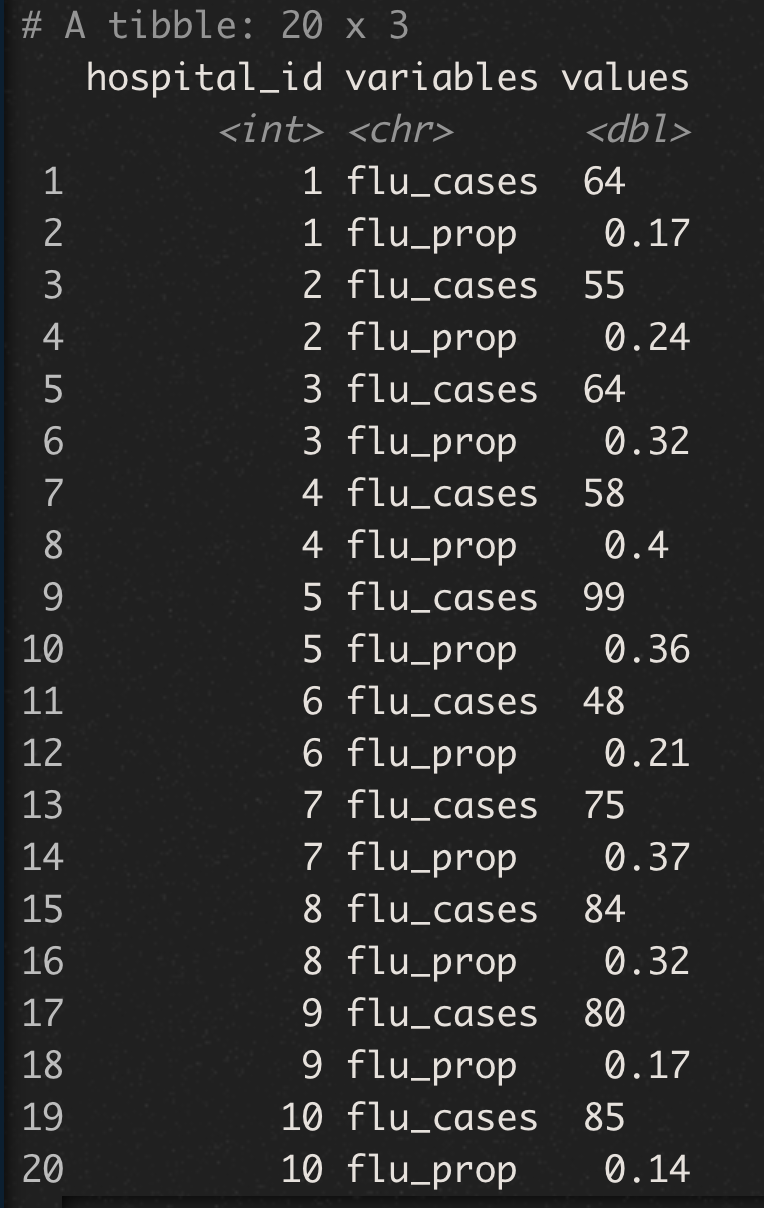 # A tibble: 20 x 3
hospital_id variables values
<int> <chr> <dbl>
1 1 flu_cases 64
2 1 flu_prop 0.17
3 2 flu_cases 55
4 2 flu_prop 0.24
5 3 flu_cases 64
6 3 flu_prop 0.32
7 4 flu_cases 58
8 4 flu_prop 0.4
9 5 flu_cases 99
10 5 flu_prop 0.36
11 6 flu_cases 48
12 6 flu_prop 0.21
13 7 flu_cases 75
14 7 flu_prop 0.37
15 8 flu_cases 84
16 8 flu_prop 0.32
17 9 flu_cases 80
18 9 flu_prop 0.17
19 10 flu_cases 85
20 10 flu_prop 0.14